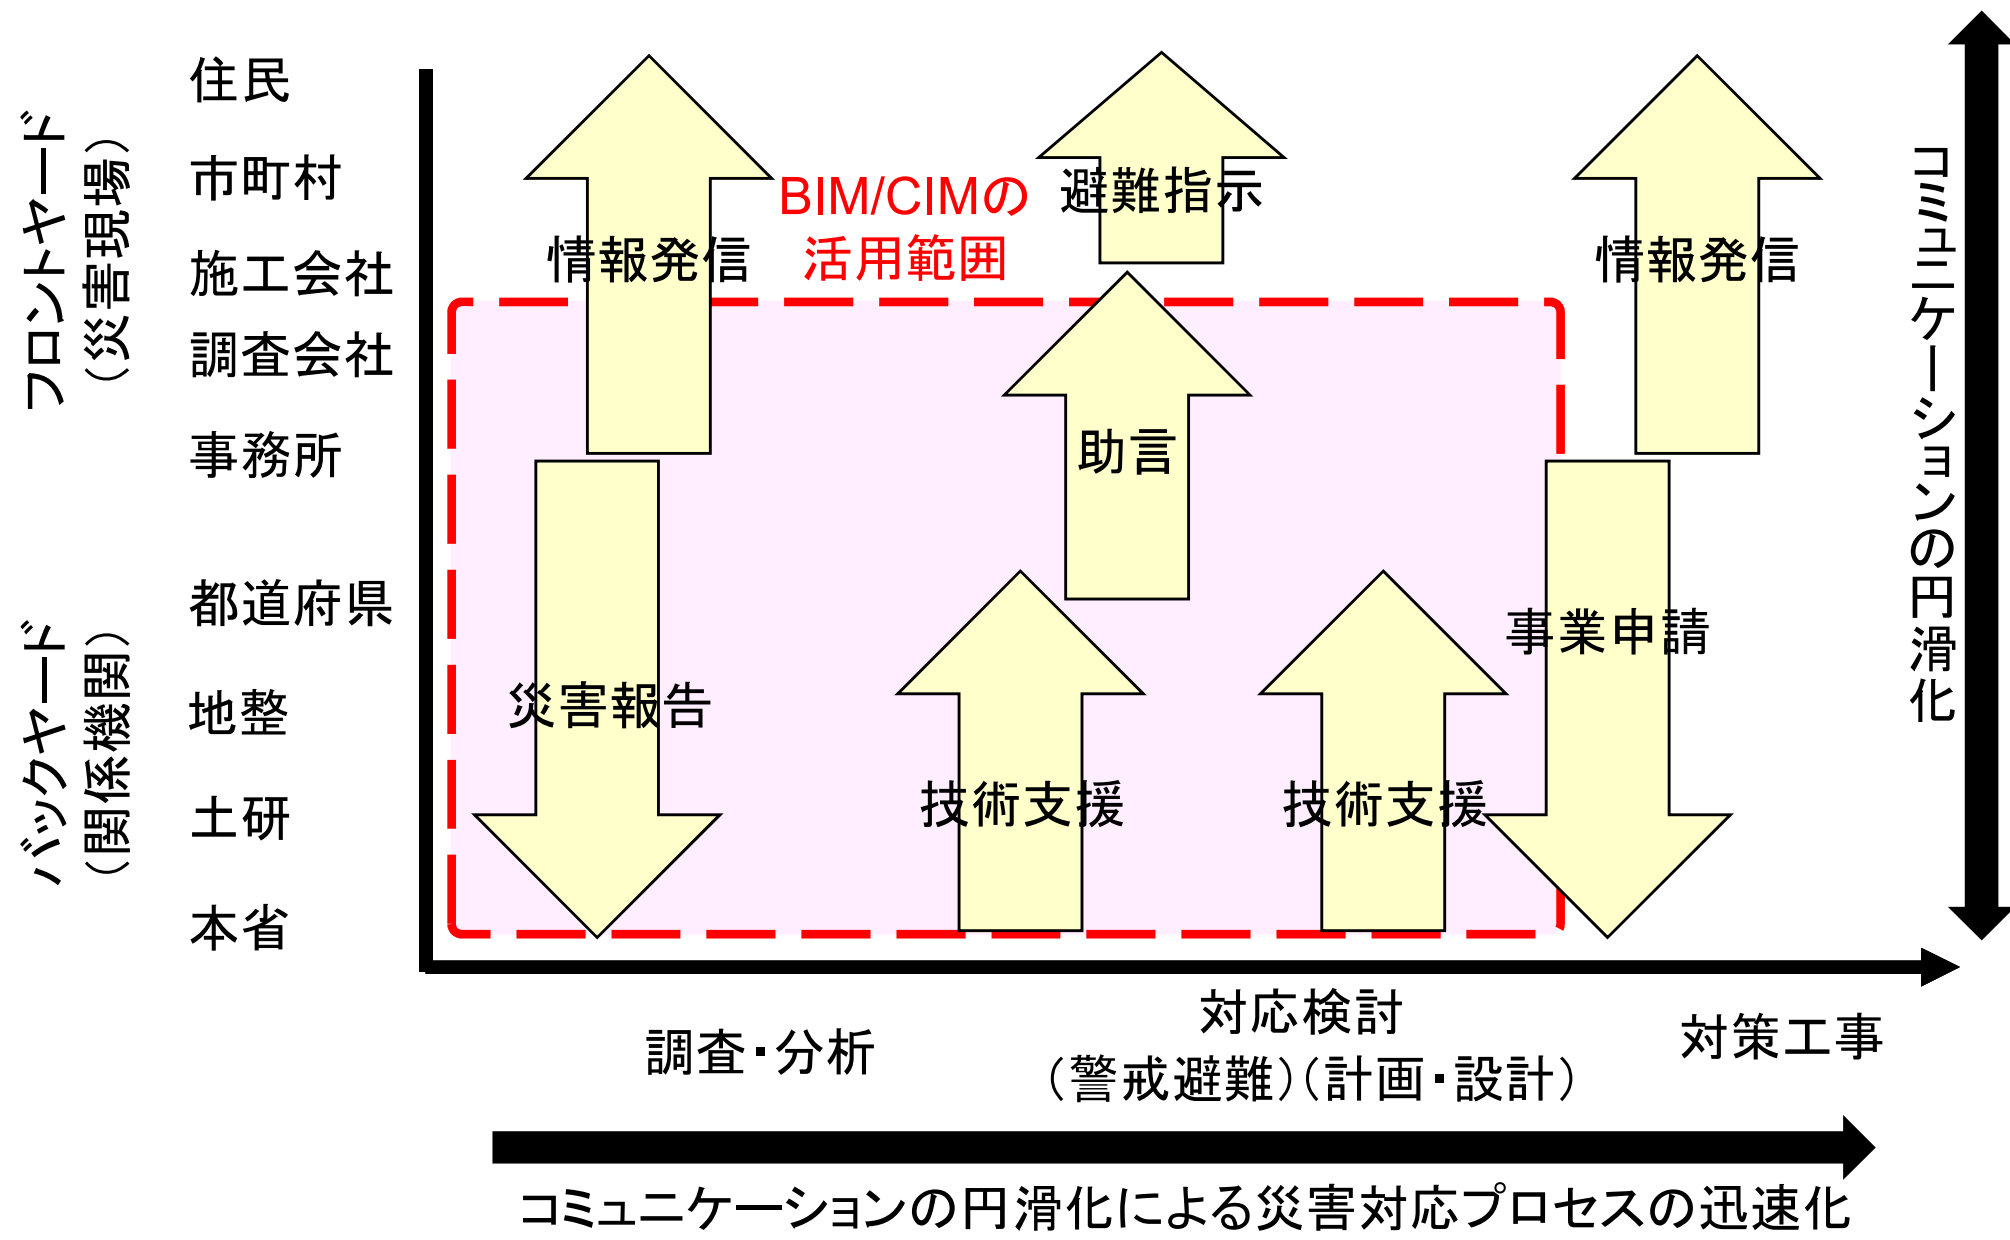 フロントヤード
（災害現場）
バックヤード
（関係機関）
住民
市町村
施工会社
調査会社
事務所
都道府県
地整
土研
本省
情報発信
BIM/CIMの
活用範囲
避難指示
情報発信
助言
災害報告
技術支援
技術支援
事業申請
コミュニケーションの円滑化
調査・分析
対応検討
（警戒避難）（計画・設計）
対策工事
コミュニケーションの円滑化による災害対応プロセスの迅速化